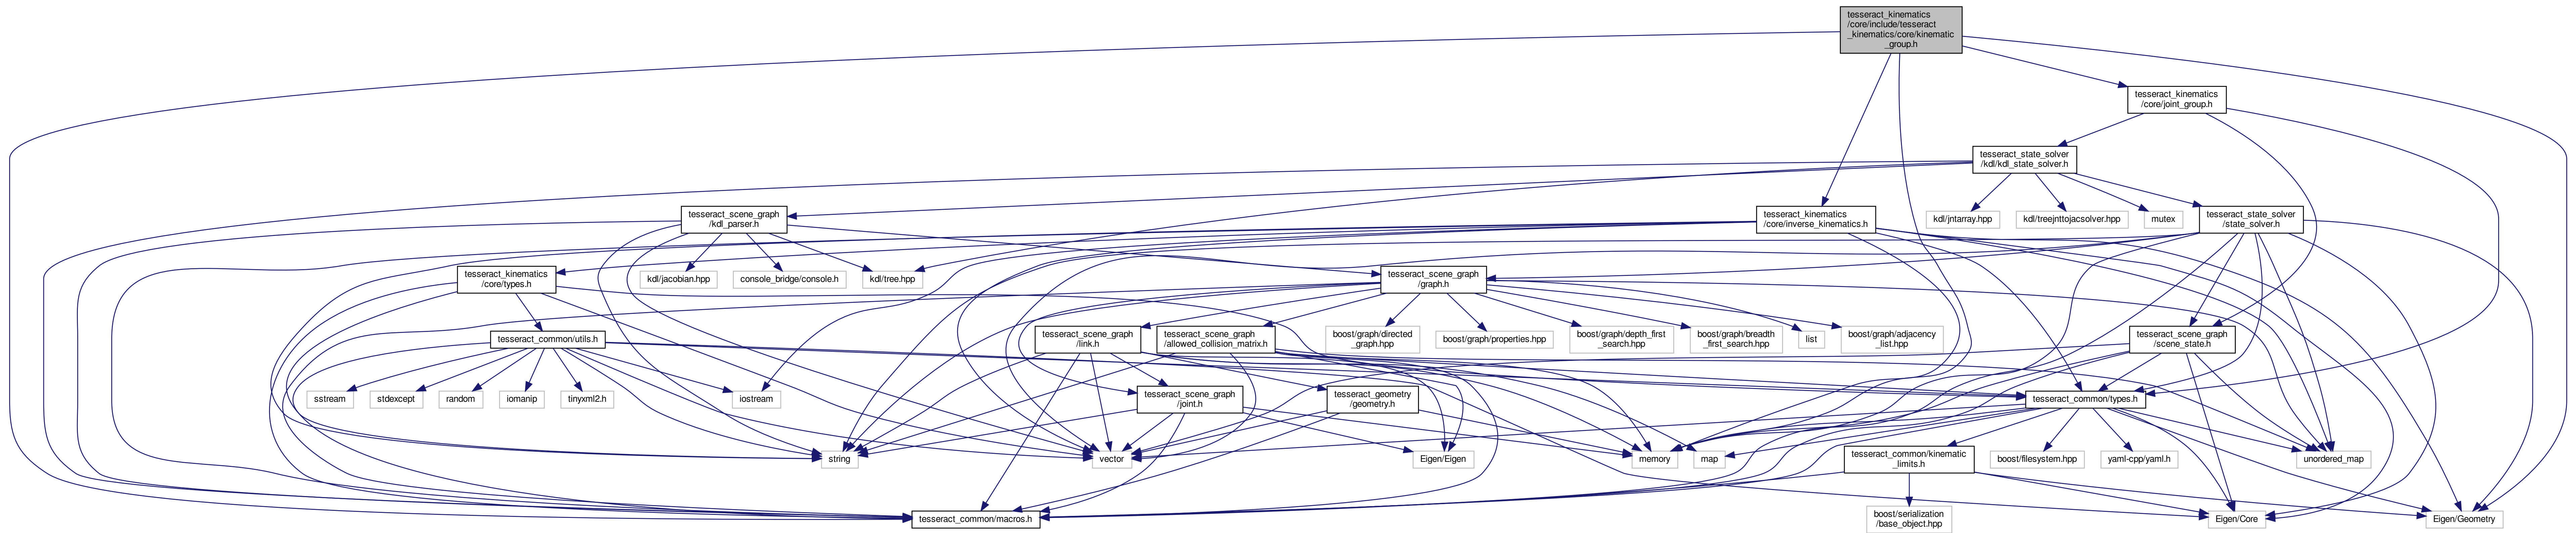 tesseract_kinematics
/core/include/tesseract
_kinematics/core/kinematic
_group.h
tesseract_kinematics
/core/joint_group.h
tesseract_state_solver
/kdl/kdl_state_solver.h
tesseract_scene_graph
/kdl_parser.h
tesseract_kinematics
/core/inverse_kinematics.h
kdl/jntarray.hpp
kdl/treejnttojacsolver.hpp
mutex
tesseract_state_solver
/state_solver.h
tesseract_kinematics
/core/types.h
kdl/jacobian.hpp
console_bridge/console.h
kdl/tree.hpp
tesseract_scene_graph
/graph.h
tesseract_common/utils.h
tesseract_scene_graph
/link.h
tesseract_scene_graph
/allowed_collision_matrix.h
boost/graph/directed
_graph.hpp
boost/graph/properties.hpp
boost/graph/depth_first
_search.hpp
boost/graph/breadth
_first_search.hpp
list
boost/graph/adjacency
_list.hpp
tesseract_scene_graph
/scene_state.h
sstream
stdexcept
random
iomanip
tinyxml2.h
iostream
tesseract_scene_graph
/joint.h
tesseract_geometry
/geometry.h
tesseract_common/types.h
string
vector
Eigen/Eigen
memory
map
tesseract_common/kinematic
_limits.h
boost/filesystem.hpp
yaml-cpp/yaml.h
unordered_map
tesseract_common/macros.h
boost/serialization
/base_object.hpp
Eigen/Core
Eigen/Geometry